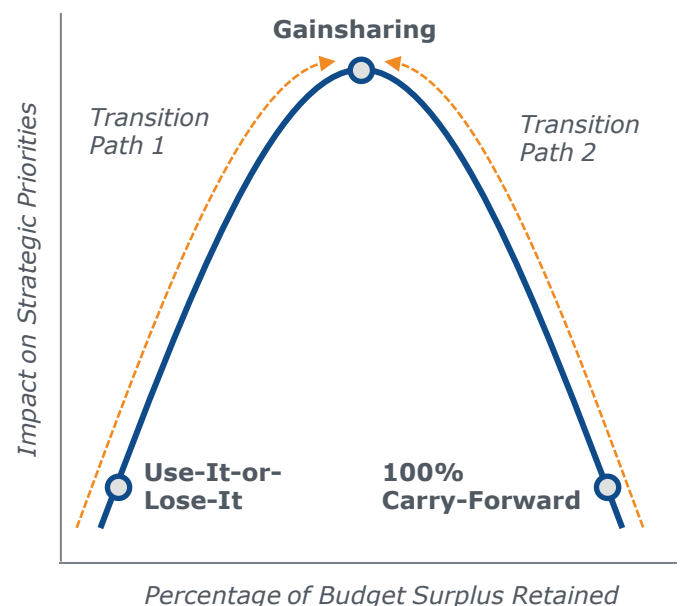 Gainsharing
Transition
Path 1
Transition
Path 2
Impact on Strategic Priorities
Use-It-or-
Lose-It
100%
Carry-Forward
Percentage of Budget Surplus Retained